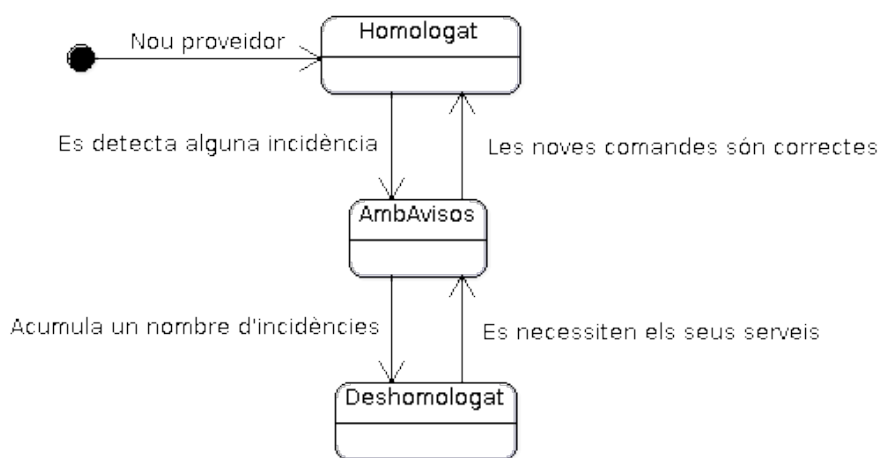 Nou proveidor
Homologat
Es detecta alguna incidència
Les noves comandes són correctes
AmbAvisos
Acumula un nombre d'incidències
Es necessiten els seus serveis
Deshomologat